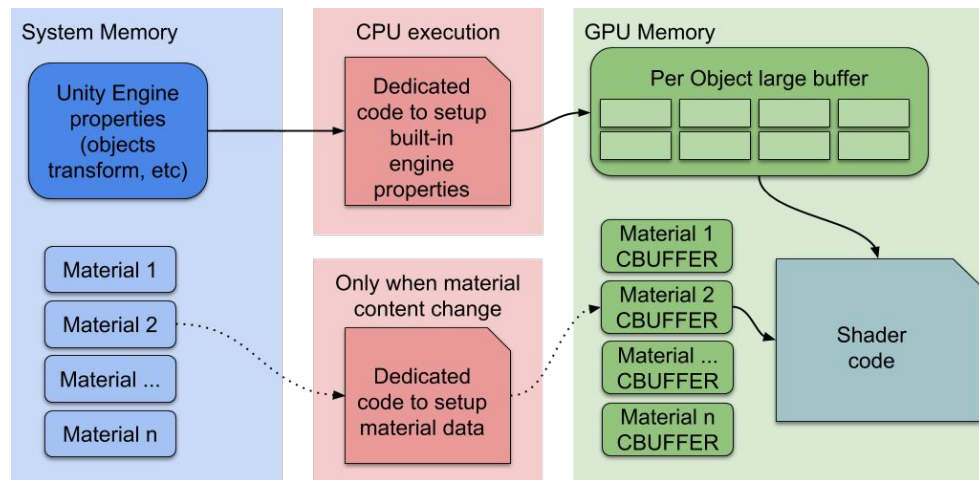 System Memory
Unity Engine
properties
(objects
transform, etc)
Material 1
Material 2
Material ...
Material n
CPU execution
Dedicated
code to setup
built-in
engine
properties
Only when material
content change
Dedicated
code to setup
material data
GPU Memory
Per Object large buffer
Material 1
CBUFFER
Material 2
CBUFFER
Material ...
CBUFFER
Material n
CBUFFER
Shader
code